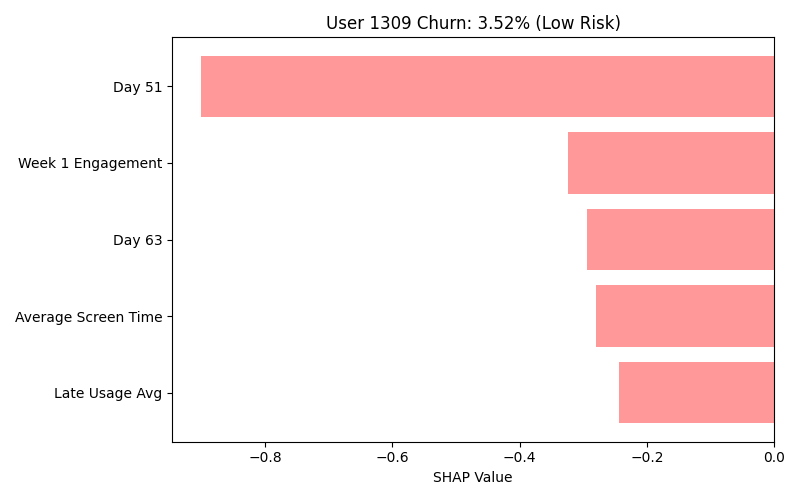 User 1309 Churn: 3.52% (Low Risk)
Day 51
Week 1 Engagement
Day 63
Average Screen Time
Late Usage Avg
−0.8 −0.6 −0.4 −0.2 0.0
SHAP Value